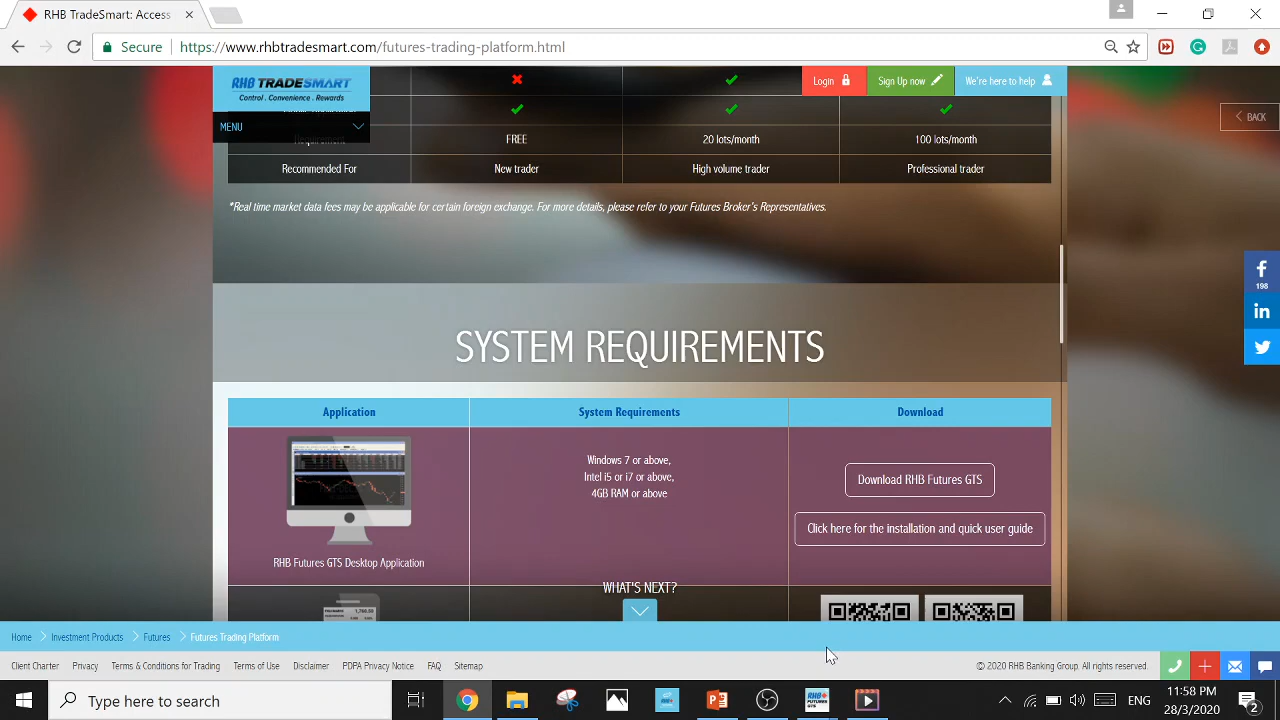 RHB TradeSmart: Access
Secure
https://www.rhbtradesmart.com/futures-trading-platform.html
RHB TRADESMART
Control . Convenience . Rewards
Login
Sign Up now
We're here to help
MENU
BACK
Requirement
FREE
20 lots/month
100 lots/month
Recommended For
New trader
High volume trader
Professional trader
*Real time market data fees may be applicable for certain foreign exchange. For more details, please refer to your Futures Broker's Representatives.
198
SYSTEM REQUIREMENTS
Application
System Requirements
Download
Windows 7 or above,
Intel i5 or i7 or above,
4GB RAM or above
Download RHB Futures GTS
Click here for the installation and quick user guide
RHB Futures GTS Desktop Application
WHAT'S NEXT?
Home
Investment Products
Futures
Futures Trading Platform
Client Charter
Privacy
Terms & Conditions for Trading
Terms of Use
Disclaimer
PDPA Privacy Notice
FAQ
Sitemap
© 2020 RHB Banking Group. All rights reserved.
Type here to search
RHB
FUTURES
GTS
ENG
11:58 PM
28/3/2020
2